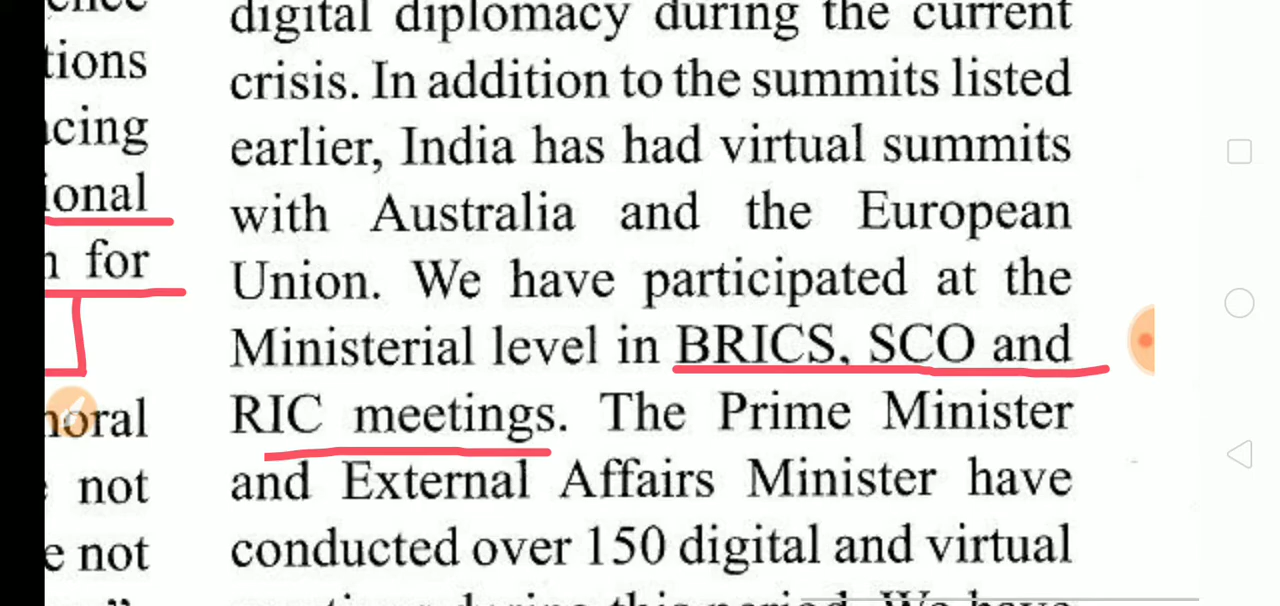 tions
ional
for
not
not
digital diplomacy during the current
crisis. In addition to the summits listed
earlier, India has had virtual summits
with Australia and the European
Union. We have participated at the
Ministerial level in BRICS, SCO and
RIC meetings. The Prime Minister
and External Affairs Minister have
conducted over 150 digital and virtual